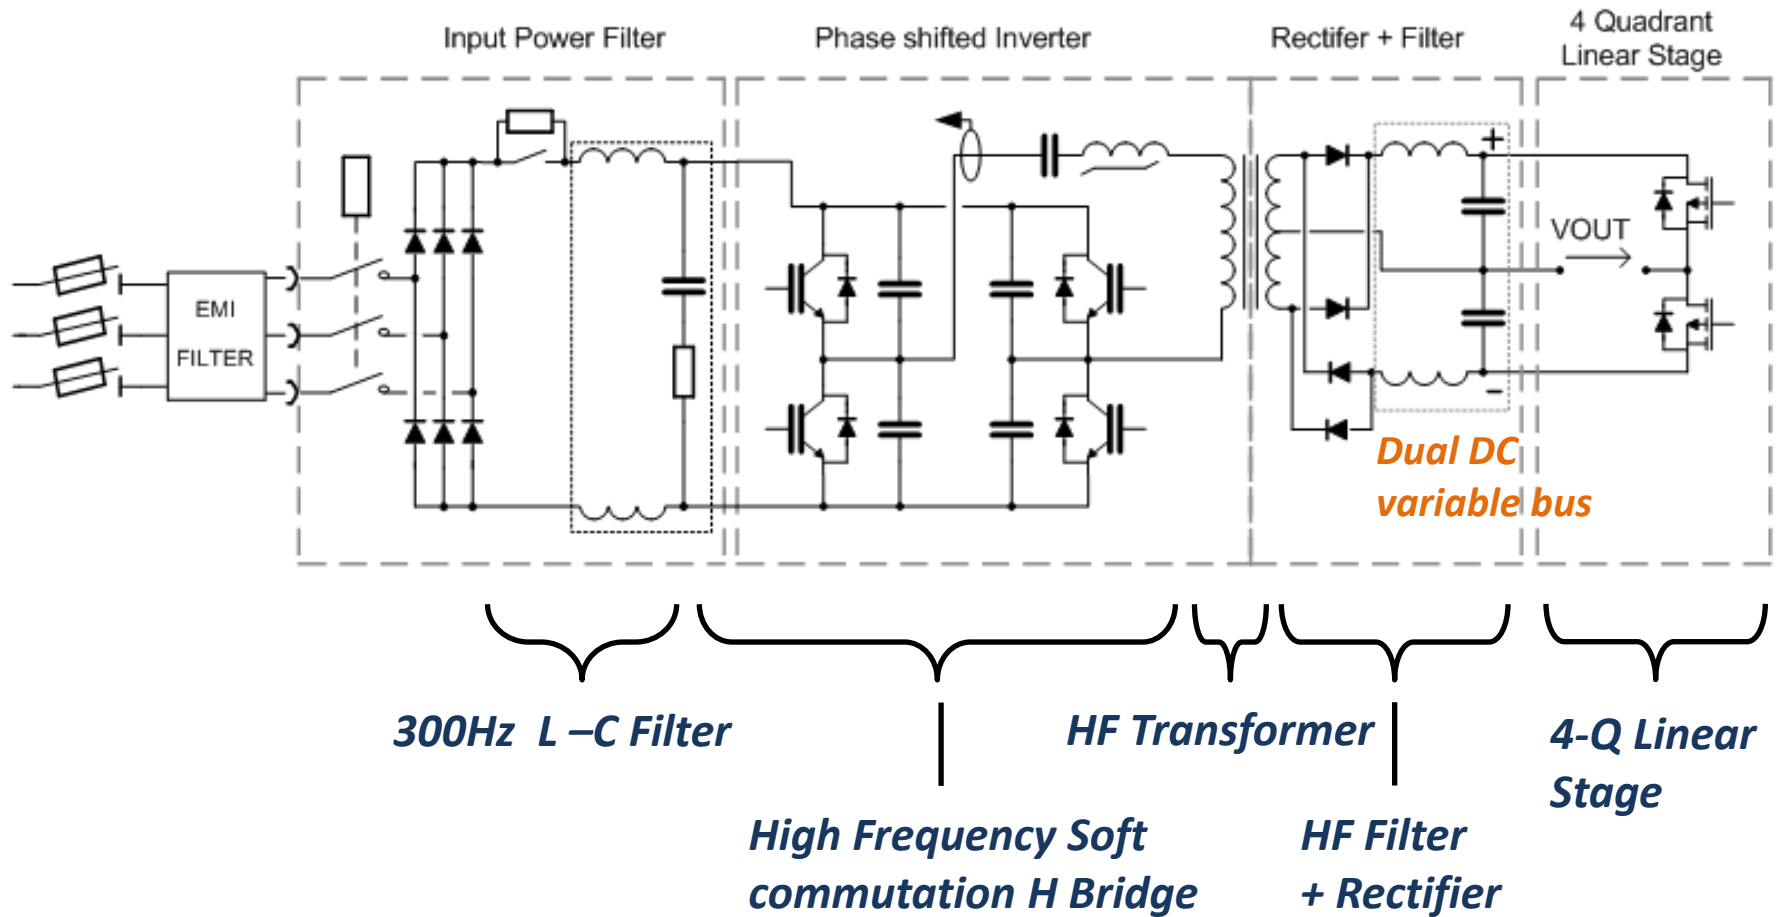 Input Power Filter
Phase shifted Inverter
Rectifer + Filter
4 Quadrant
Linear Stage
EMI
FILTER
+
VOUT
–
Dual DC
variable bus
300Hz L –C Filter
HF Transformer
4-Q Linear
Stage
High Frequency Soft
commutation H Bridge
HF Filter
+ Rectifier